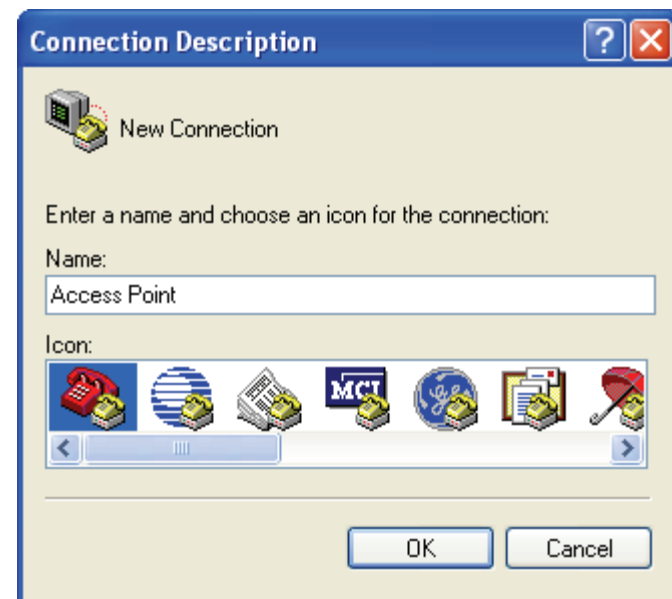 Connection Description
New Connection
Enter a name and choose an icon for the connection:
Name:
Access Point
Icon:
MCI
OK Cancel